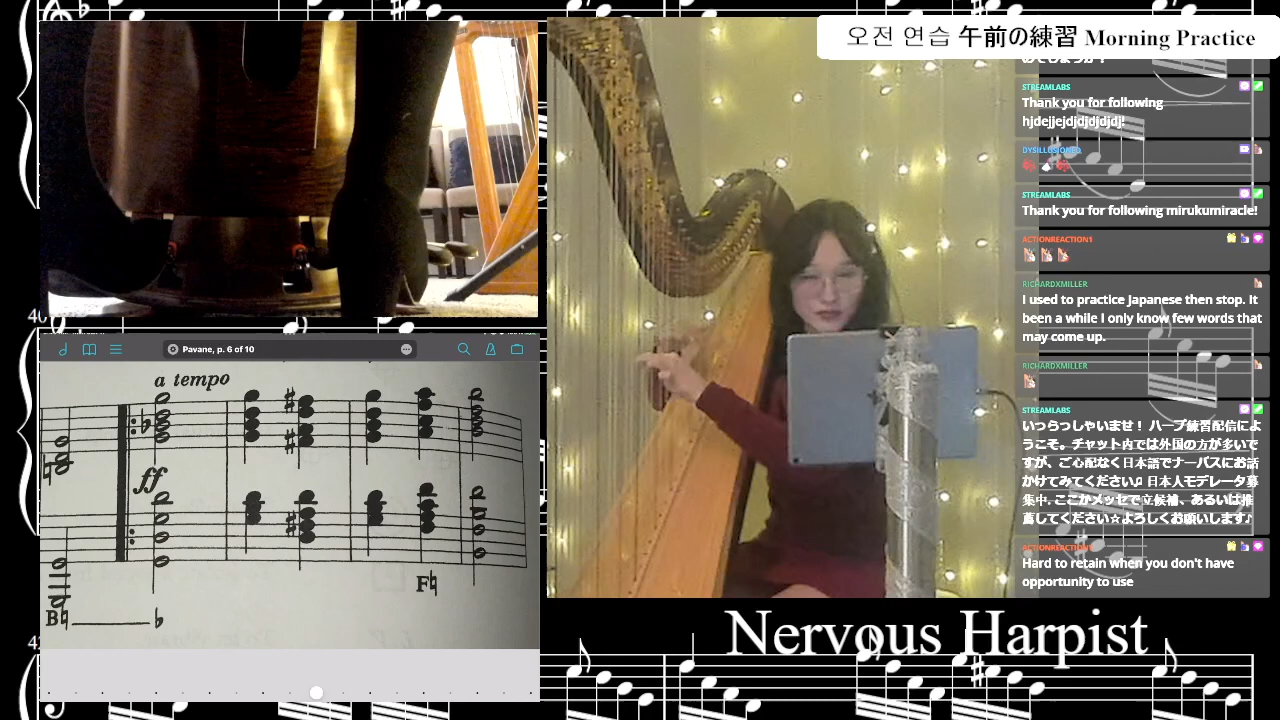 오전 연습 午前の練習 Morning Practice
STREAMLABS
Thank you for following
hjdejjejdjdjdjdjdj!
DYSILLUSIONED
STREAMLABS
Thank you for following mirukumiracle!
ACTIONREACTION1
RICHARDXMILLER
I used to practice Japanese then stop. It
been a while I only know few words that
may come up.
RICHARDXMILLER
STREAMLABS
いらっしゃいませ！ ハープ練習配信によ
うこそ。チャット内では外国の方が多いで
すが、ご心配なく日本語でナーバスにお話
かけてみてください♫ 日本人モデレータ募
集中. ここかメッセで立候補、あるいは推
薦してください☆よろしくお願いします♪
ACTIONREACTION1
Hard to retain when you don't have
opportunity to use
Pavane, p. 6 of 10
a tempo
ff
F♮
B♮ ♭
40
42
Nervous Harpist